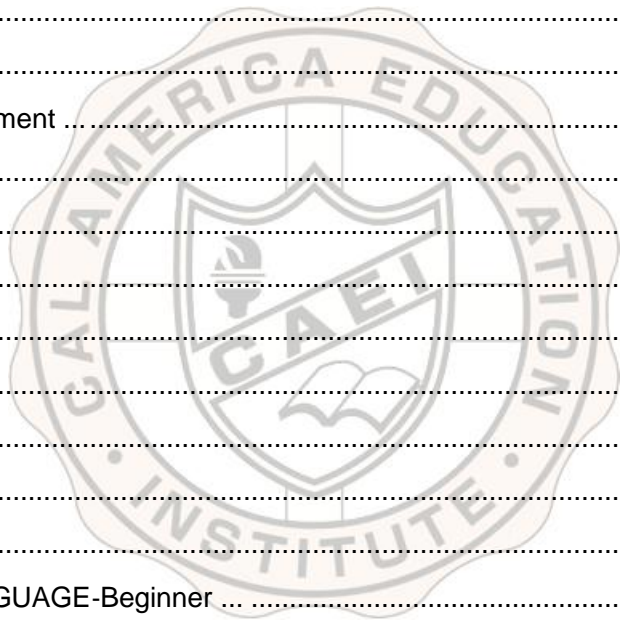 ........................................................................................
........................................................................................
ment ... ................................................................................
........................................................................................
........................................................................................
........................................................................................
........................................................................................
........................................................................................
........................................................................................
........................................................................................
........................................................................................
GUAGE-Beginner ... .....................................................
CAL AMERICA EDUCATION
INSTITUTE
CAEI